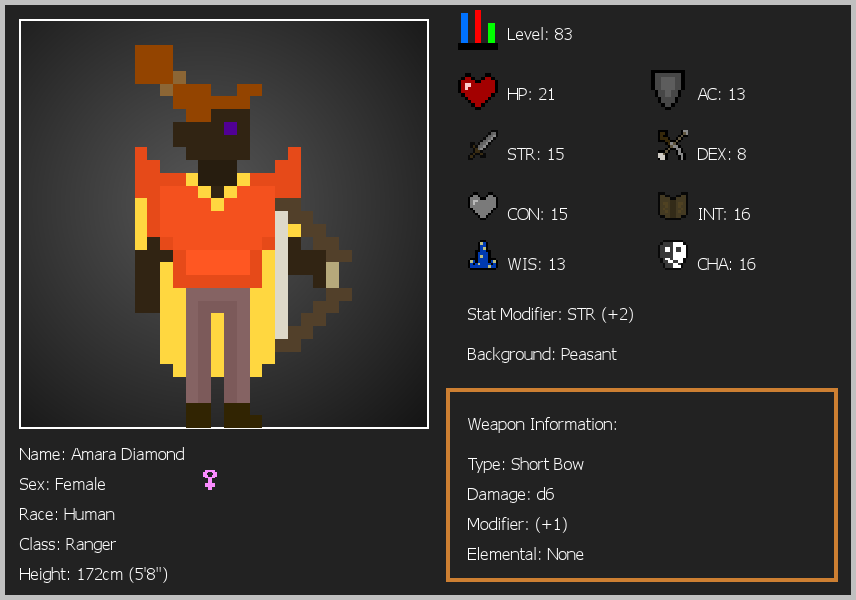 Level: 83
HP: 21
AC: 13
STR: 15
DEX: 8
CON: 15
INT: 16
WIS: 13
CHA: 16
Stat Modifier: STR (+2)
Background: Peasant
Weapon Information:
Type: Short Bow
Damage: d6
Modifier: (+1)
Elemental: None
Name: Amara Diamond
Sex: Female
Race: Human
Class: Ranger
Height: 172cm (5'8")